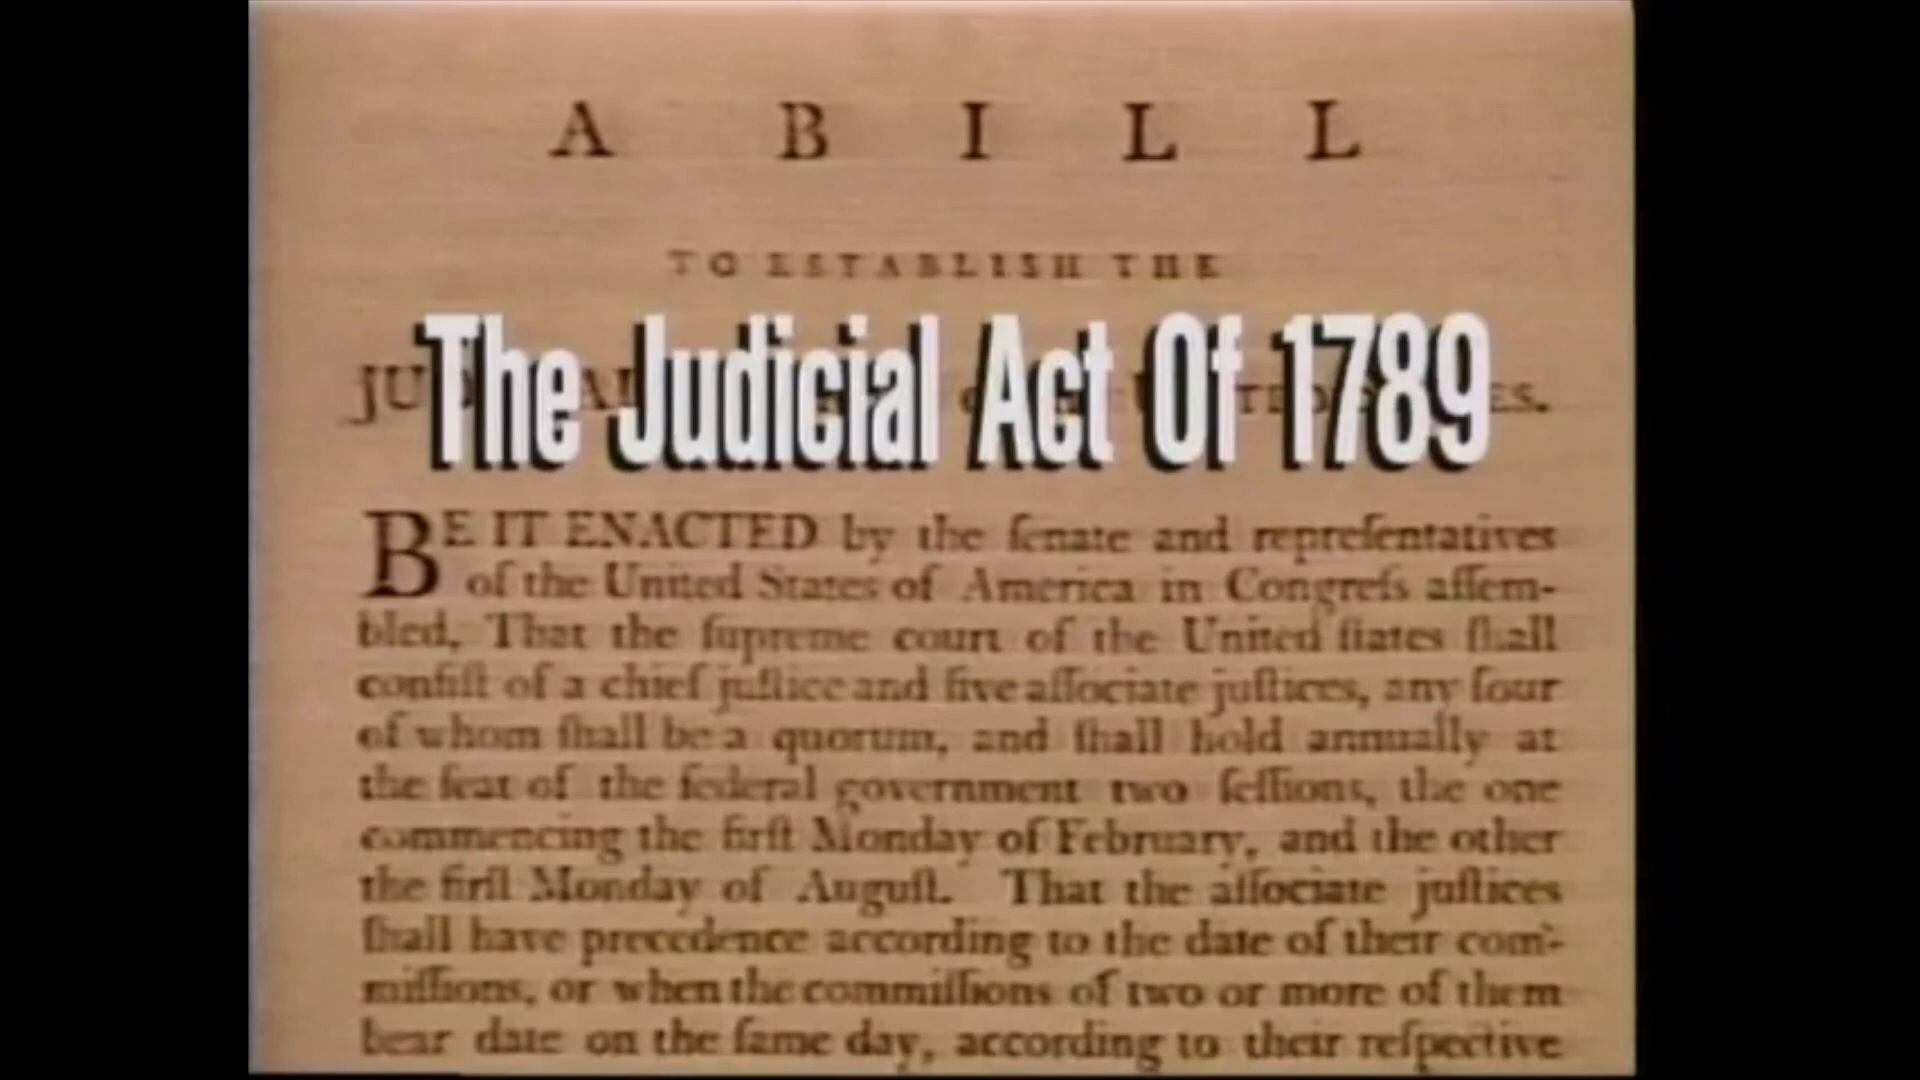 A BILL
TO ESTABLISH THE
The Judicial Act Of 1789
BE IT ENACTED by the ſenate and repreſentatives
of the United States of America in Congreſs aſſem-
bled, That the ſupreme court of the United ſtates ſhall
conſiſt of a chief juſtice and five aſſociate juſtices, any four
of whom ſhall be a quorum, and ſhall hold annually at
the ſeat of the federal government two ſeſſions, the one
commencing the firſt Monday of February, and the other
the firſt Monday of Auguſt. That the aſſociate juſtices
ſhall have precedence according to the date of their com-
miſſions, or when the commiſſions of two or more of them
bear date on the ſame day, according to their reſpective